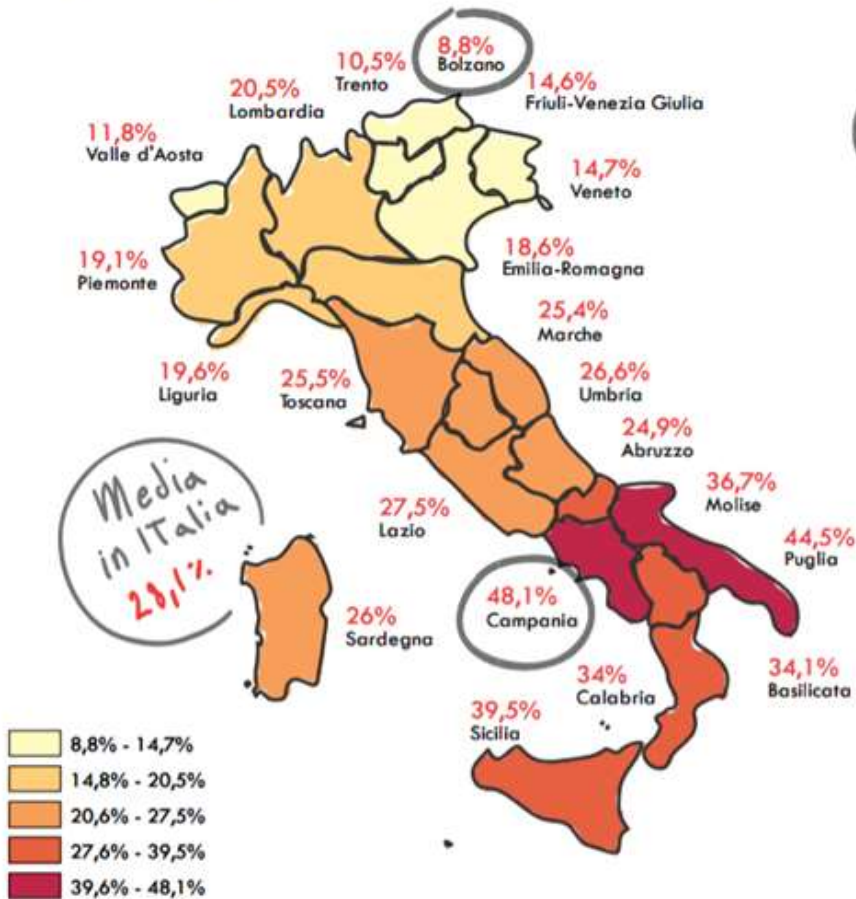 8,8%
Bolzano
10,5%
Trento
14,6%
Friuli-Venezia Giulia
20,5%
Lombardia
11,8%
Valle d'Aosta
14,7%
Veneto
19,1%
Piemonte
18,6%
Emilia-Romagna
25,4%
Marche
19,6%
Liguria
25,5%
Toscana
26,6%
Umbria
24,9%
Abruzzo
36,7%
Molise
27,5%
Lazio
44,5%
Puglia
Media
in ITalia
28,1%
26%
Sardegna
48,1%
Campania
34%
Calabria
34,1%
Basilicata
39,5%
Sicilia
8,8% - 14,7%
14,8% - 20,5%
20,6% - 27,5%
27,6% - 39,5%
39,6% - 48,1%